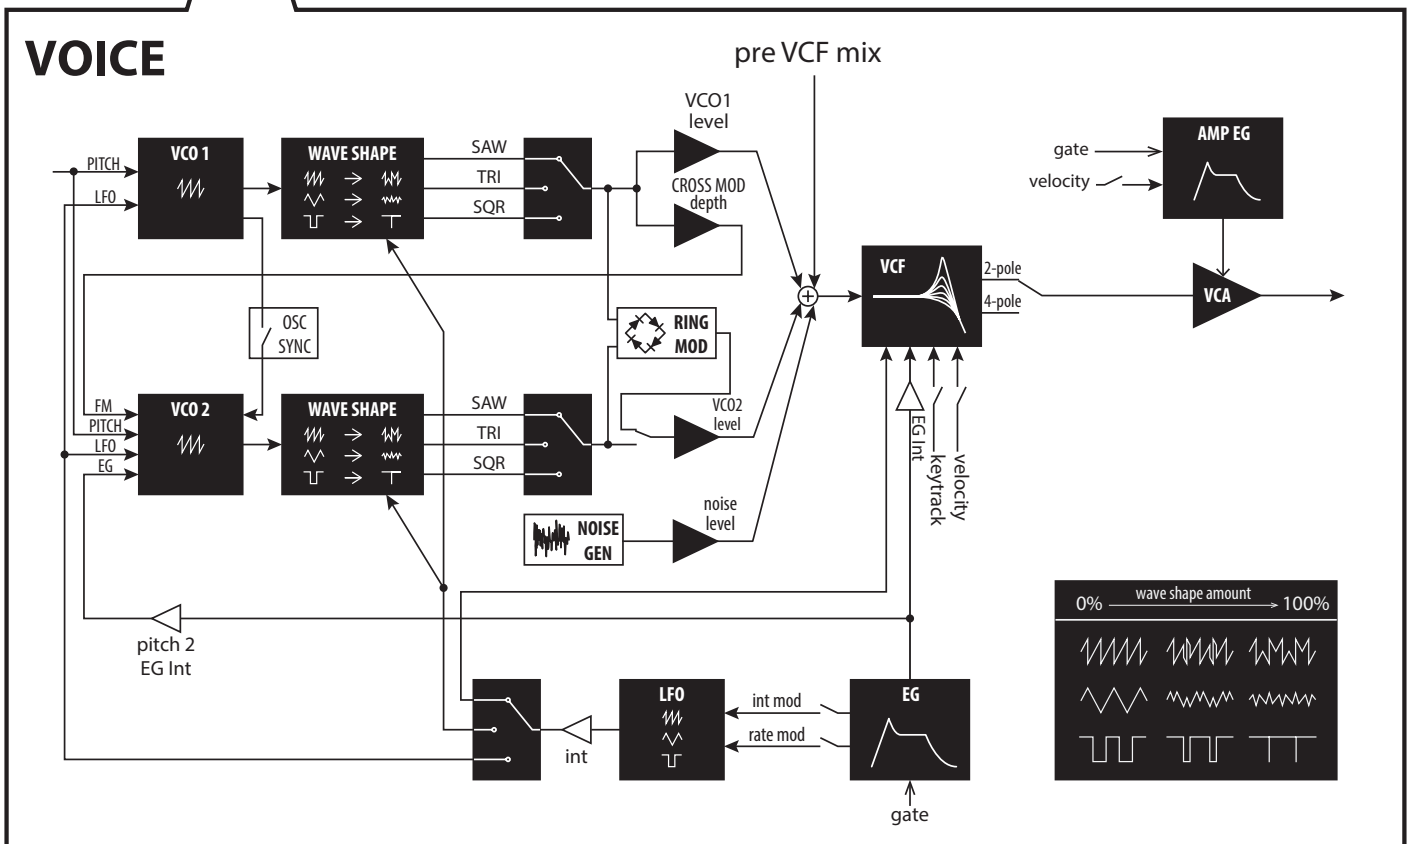 VOICE
pre VCF mix
VCO1
level
PITCH
LFO
VCO 1
WAVE SHAPE
SAW
TRI
SQR
CROSS MOD
depth
AMP EG
gate
velocity
VCF
2-pole
4-pole
VCA
OSC
SYNC
RING
MOD
FM
PITCH
LFO
EG
VCO 2
WAVE SHAPE
SAW
TRI
SQR
VCO2
level
EG Int
keytrack
velocity
NOISE
GEN
noise
level
pitch 2
EG Int
int
LFO
int mod
rate mod
EG
gate
wave shape amount
0% 100%